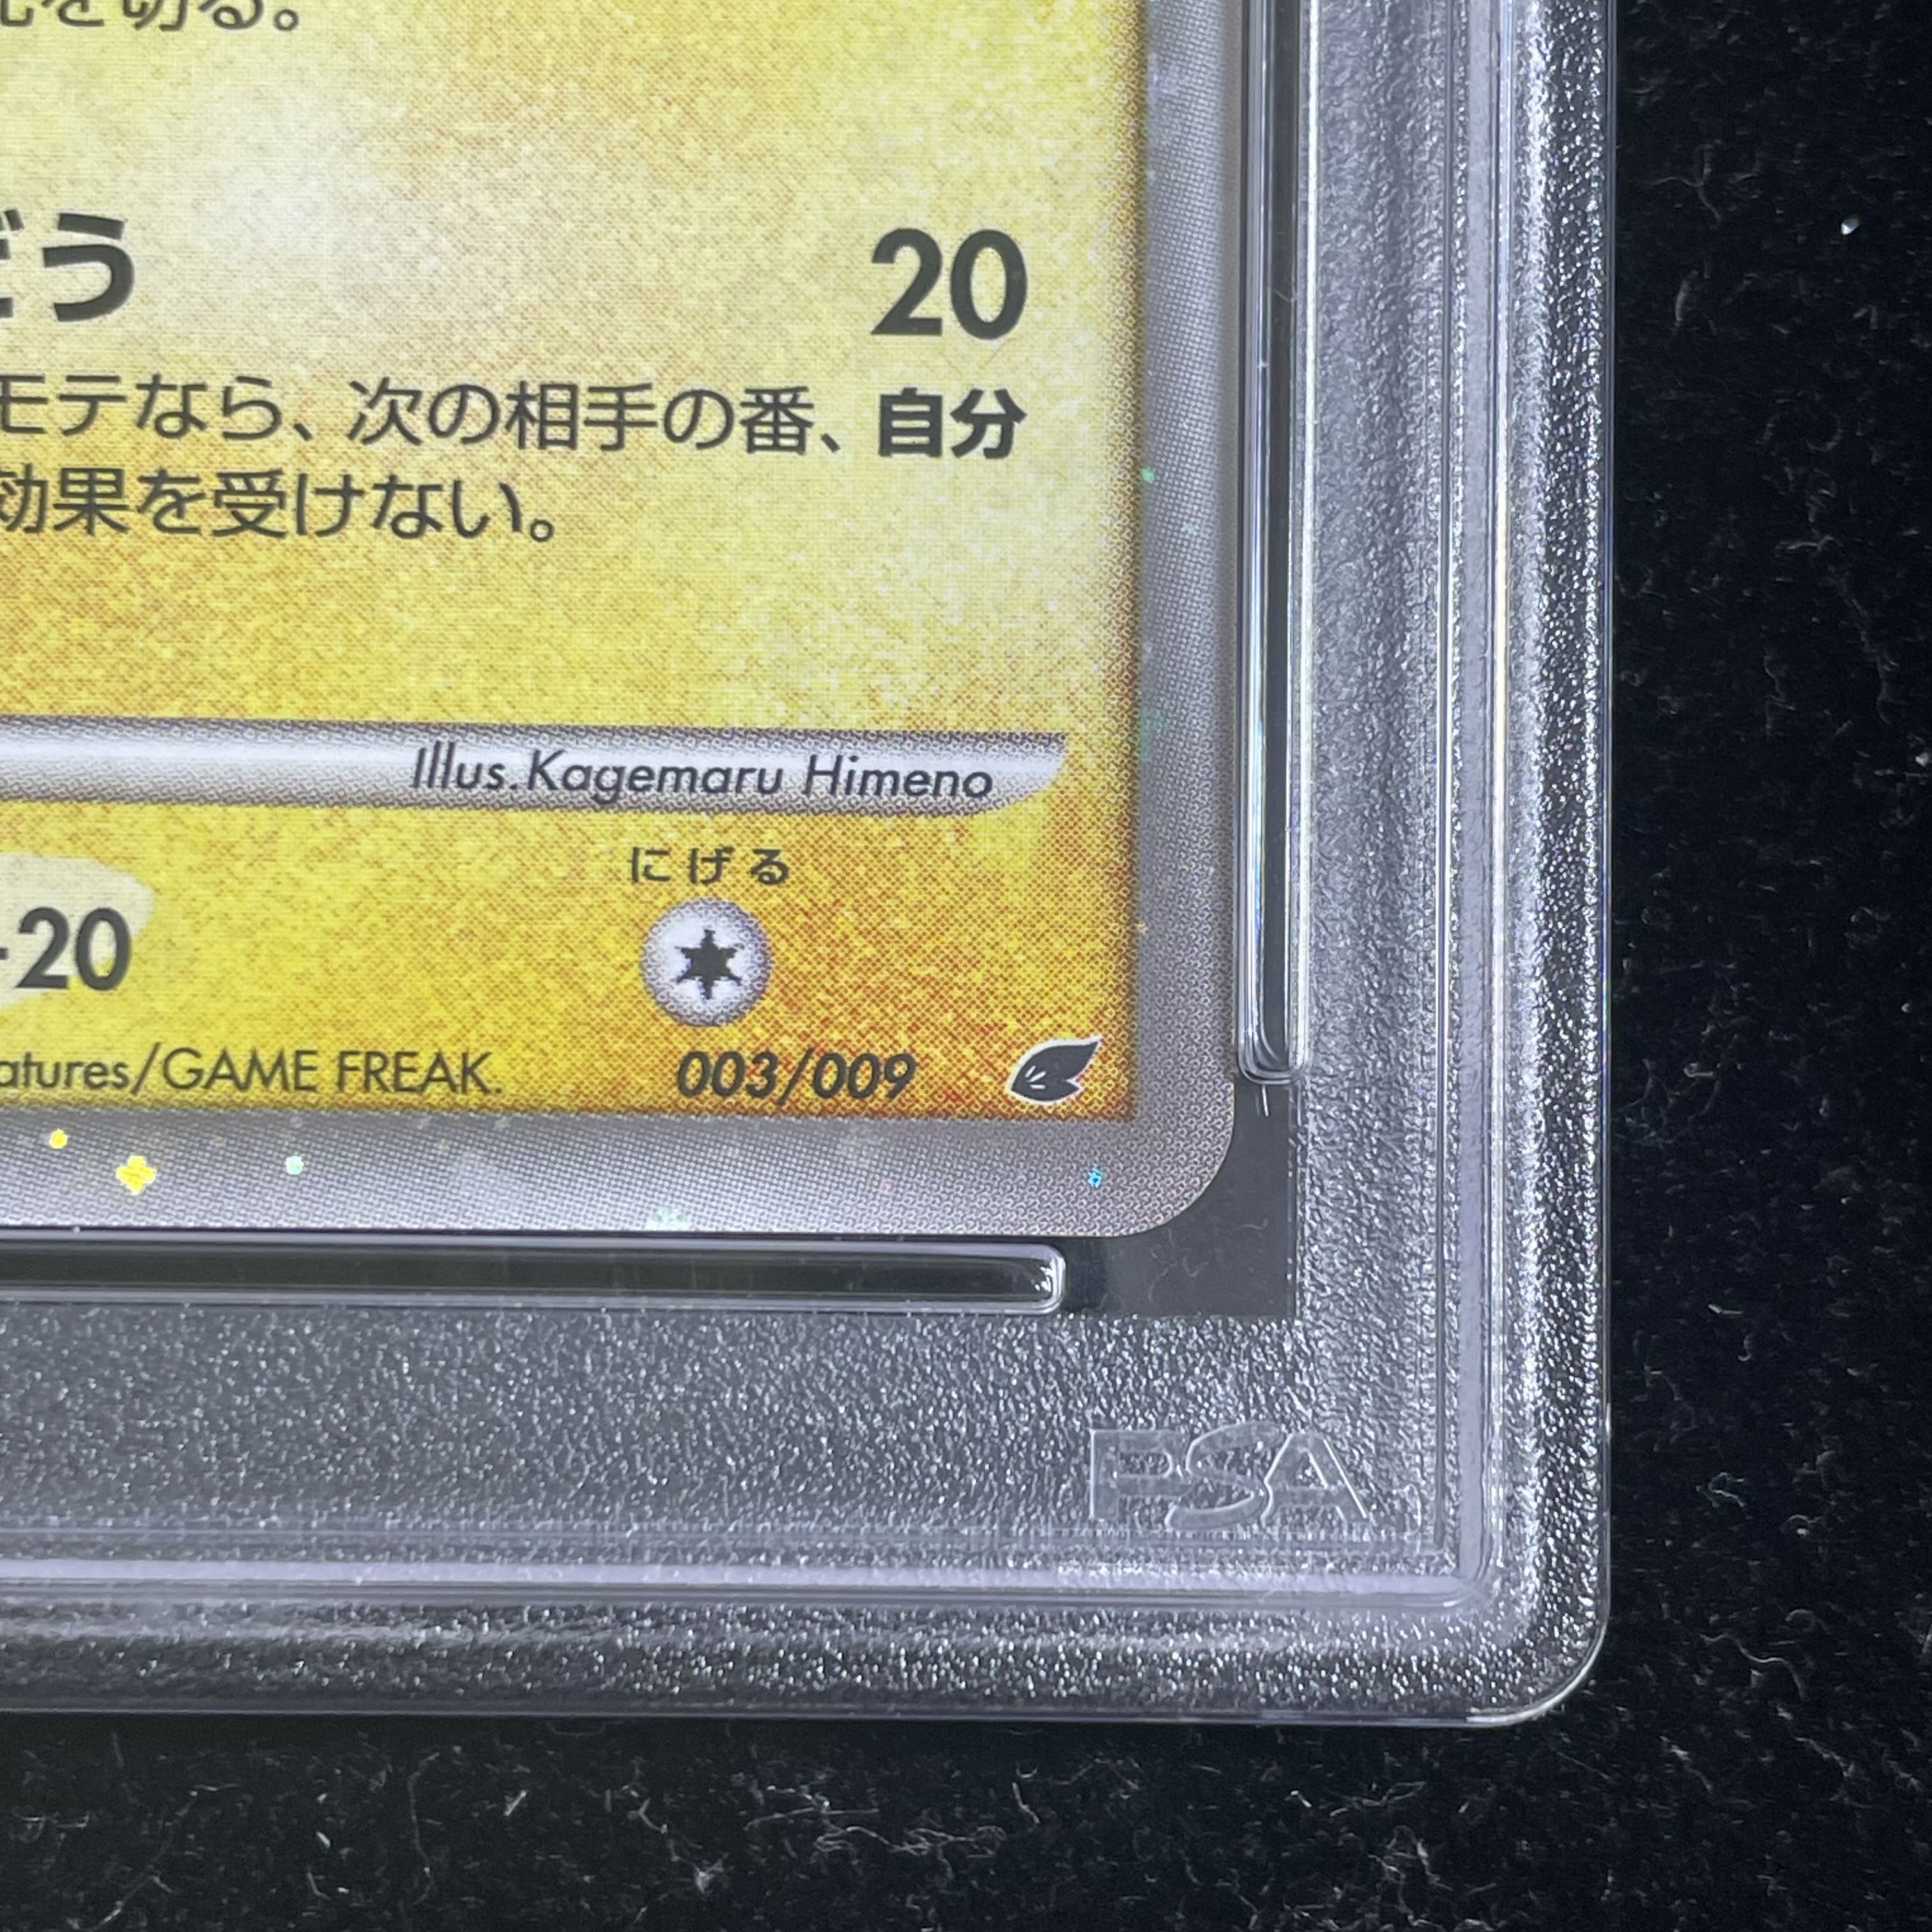 を切る。
どう 20
モテなら、次の相手の番、自分
効果を受けない。
Illus.Kagemaru Himeno
にげる
-20
atures/GAME FREAK. 003/009
PSA